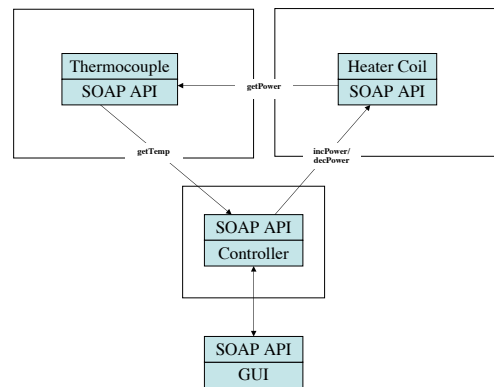 Thermocouple
SOAP API
Heater Coil
SOAP API
getPower
getTemp
incPower/
decPower
SOAP API
Controller
SOAP API
GUI